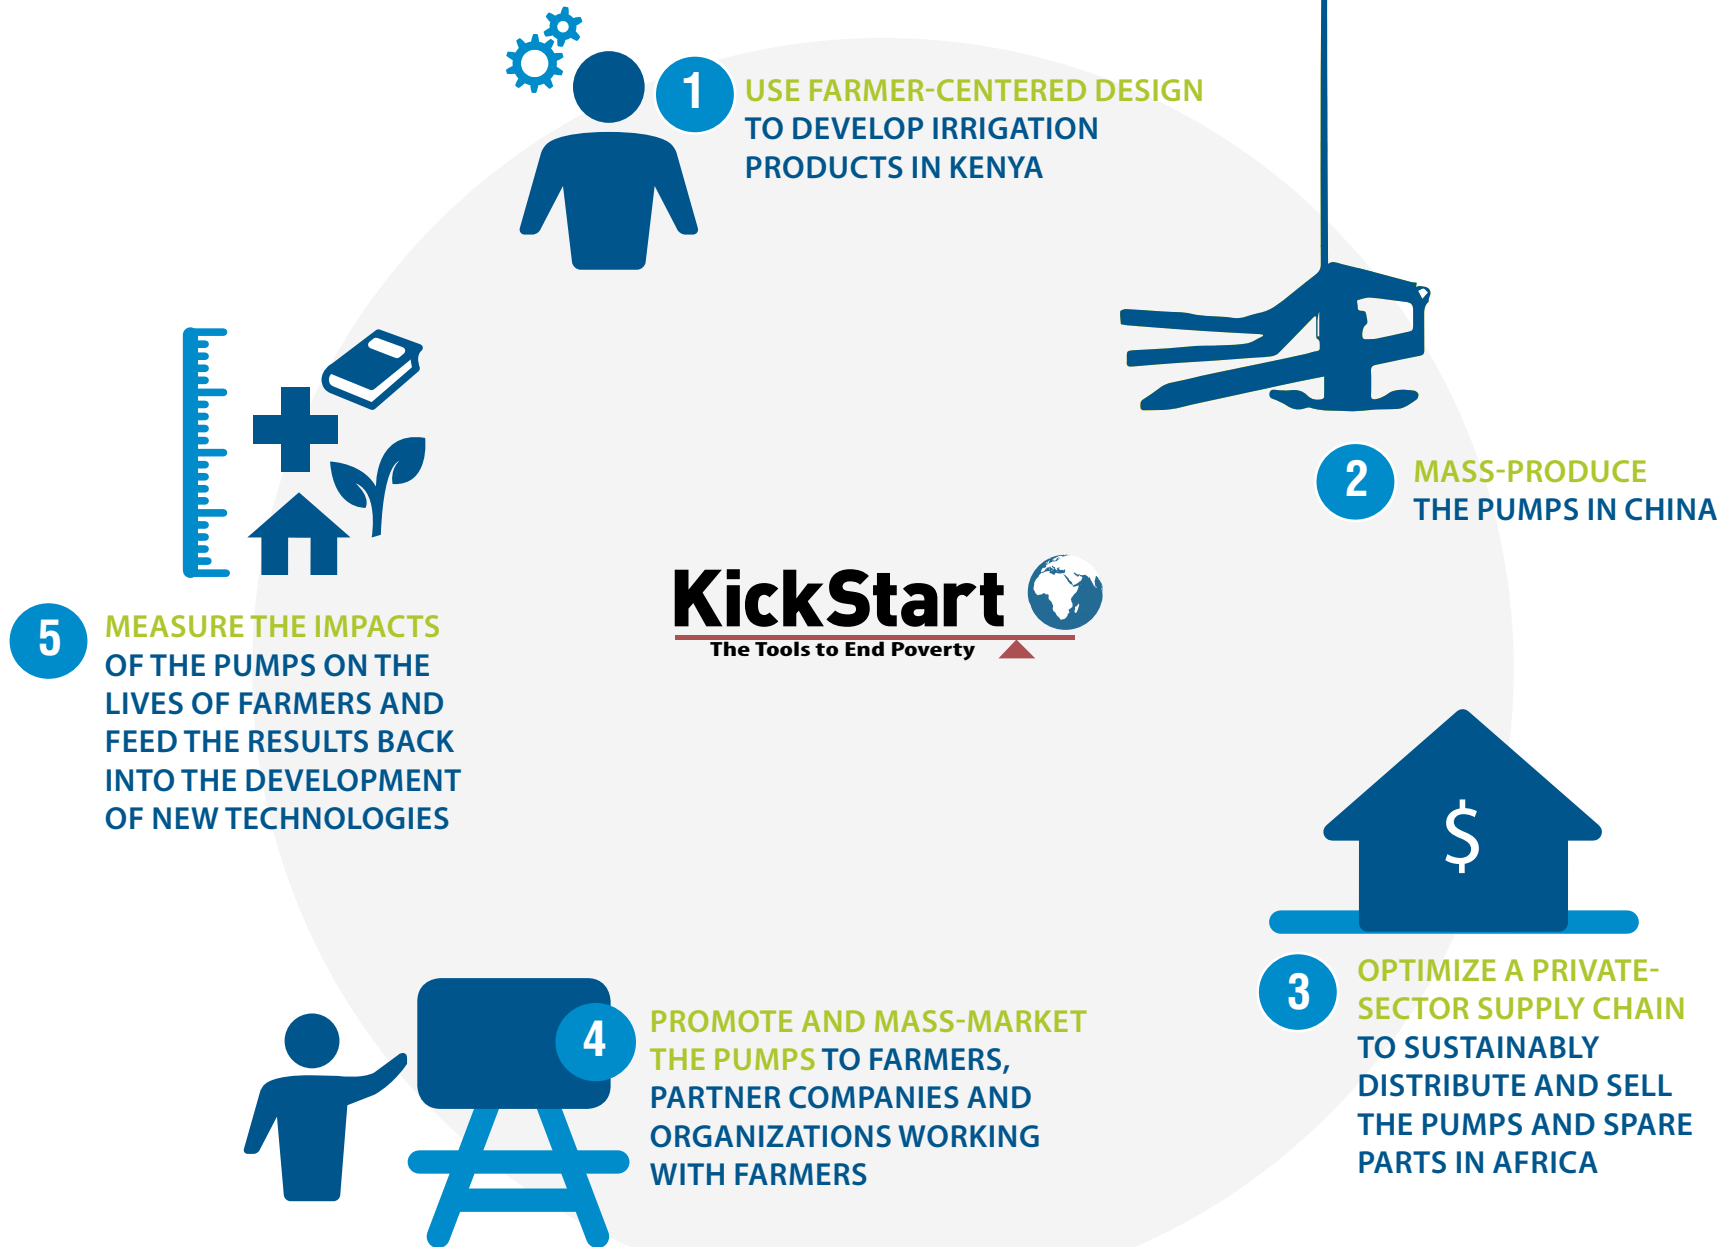 1
USE FARMER-CENTERED DESIGN
TO DEVELOP IRRIGATION
PRODUCTS IN KENYA
2
MASS-PRODUCE
THE PUMPS IN CHINA
KickStart
The Tools to End Poverty
$
3
OPTIMIZE A PRIVATE-
SECTOR SUPPLY CHAIN
TO SUSTAINABLY
DISTRIBUTE AND SELL
THE PUMPS AND SPARE
PARTS IN AFRICA
4
PROMOTE AND MASS-MARKET
THE PUMPS TO FARMERS,
PARTNER COMPANIES AND
ORGANIZATIONS WORKING
WITH FARMERS
5
MEASURE THE IMPACTS
OF THE PUMPS ON THE
LIVES OF FARMERS AND
FEED THE RESULTS BACK
INTO THE DEVELOPMENT
OF NEW TECHNOLOGIES